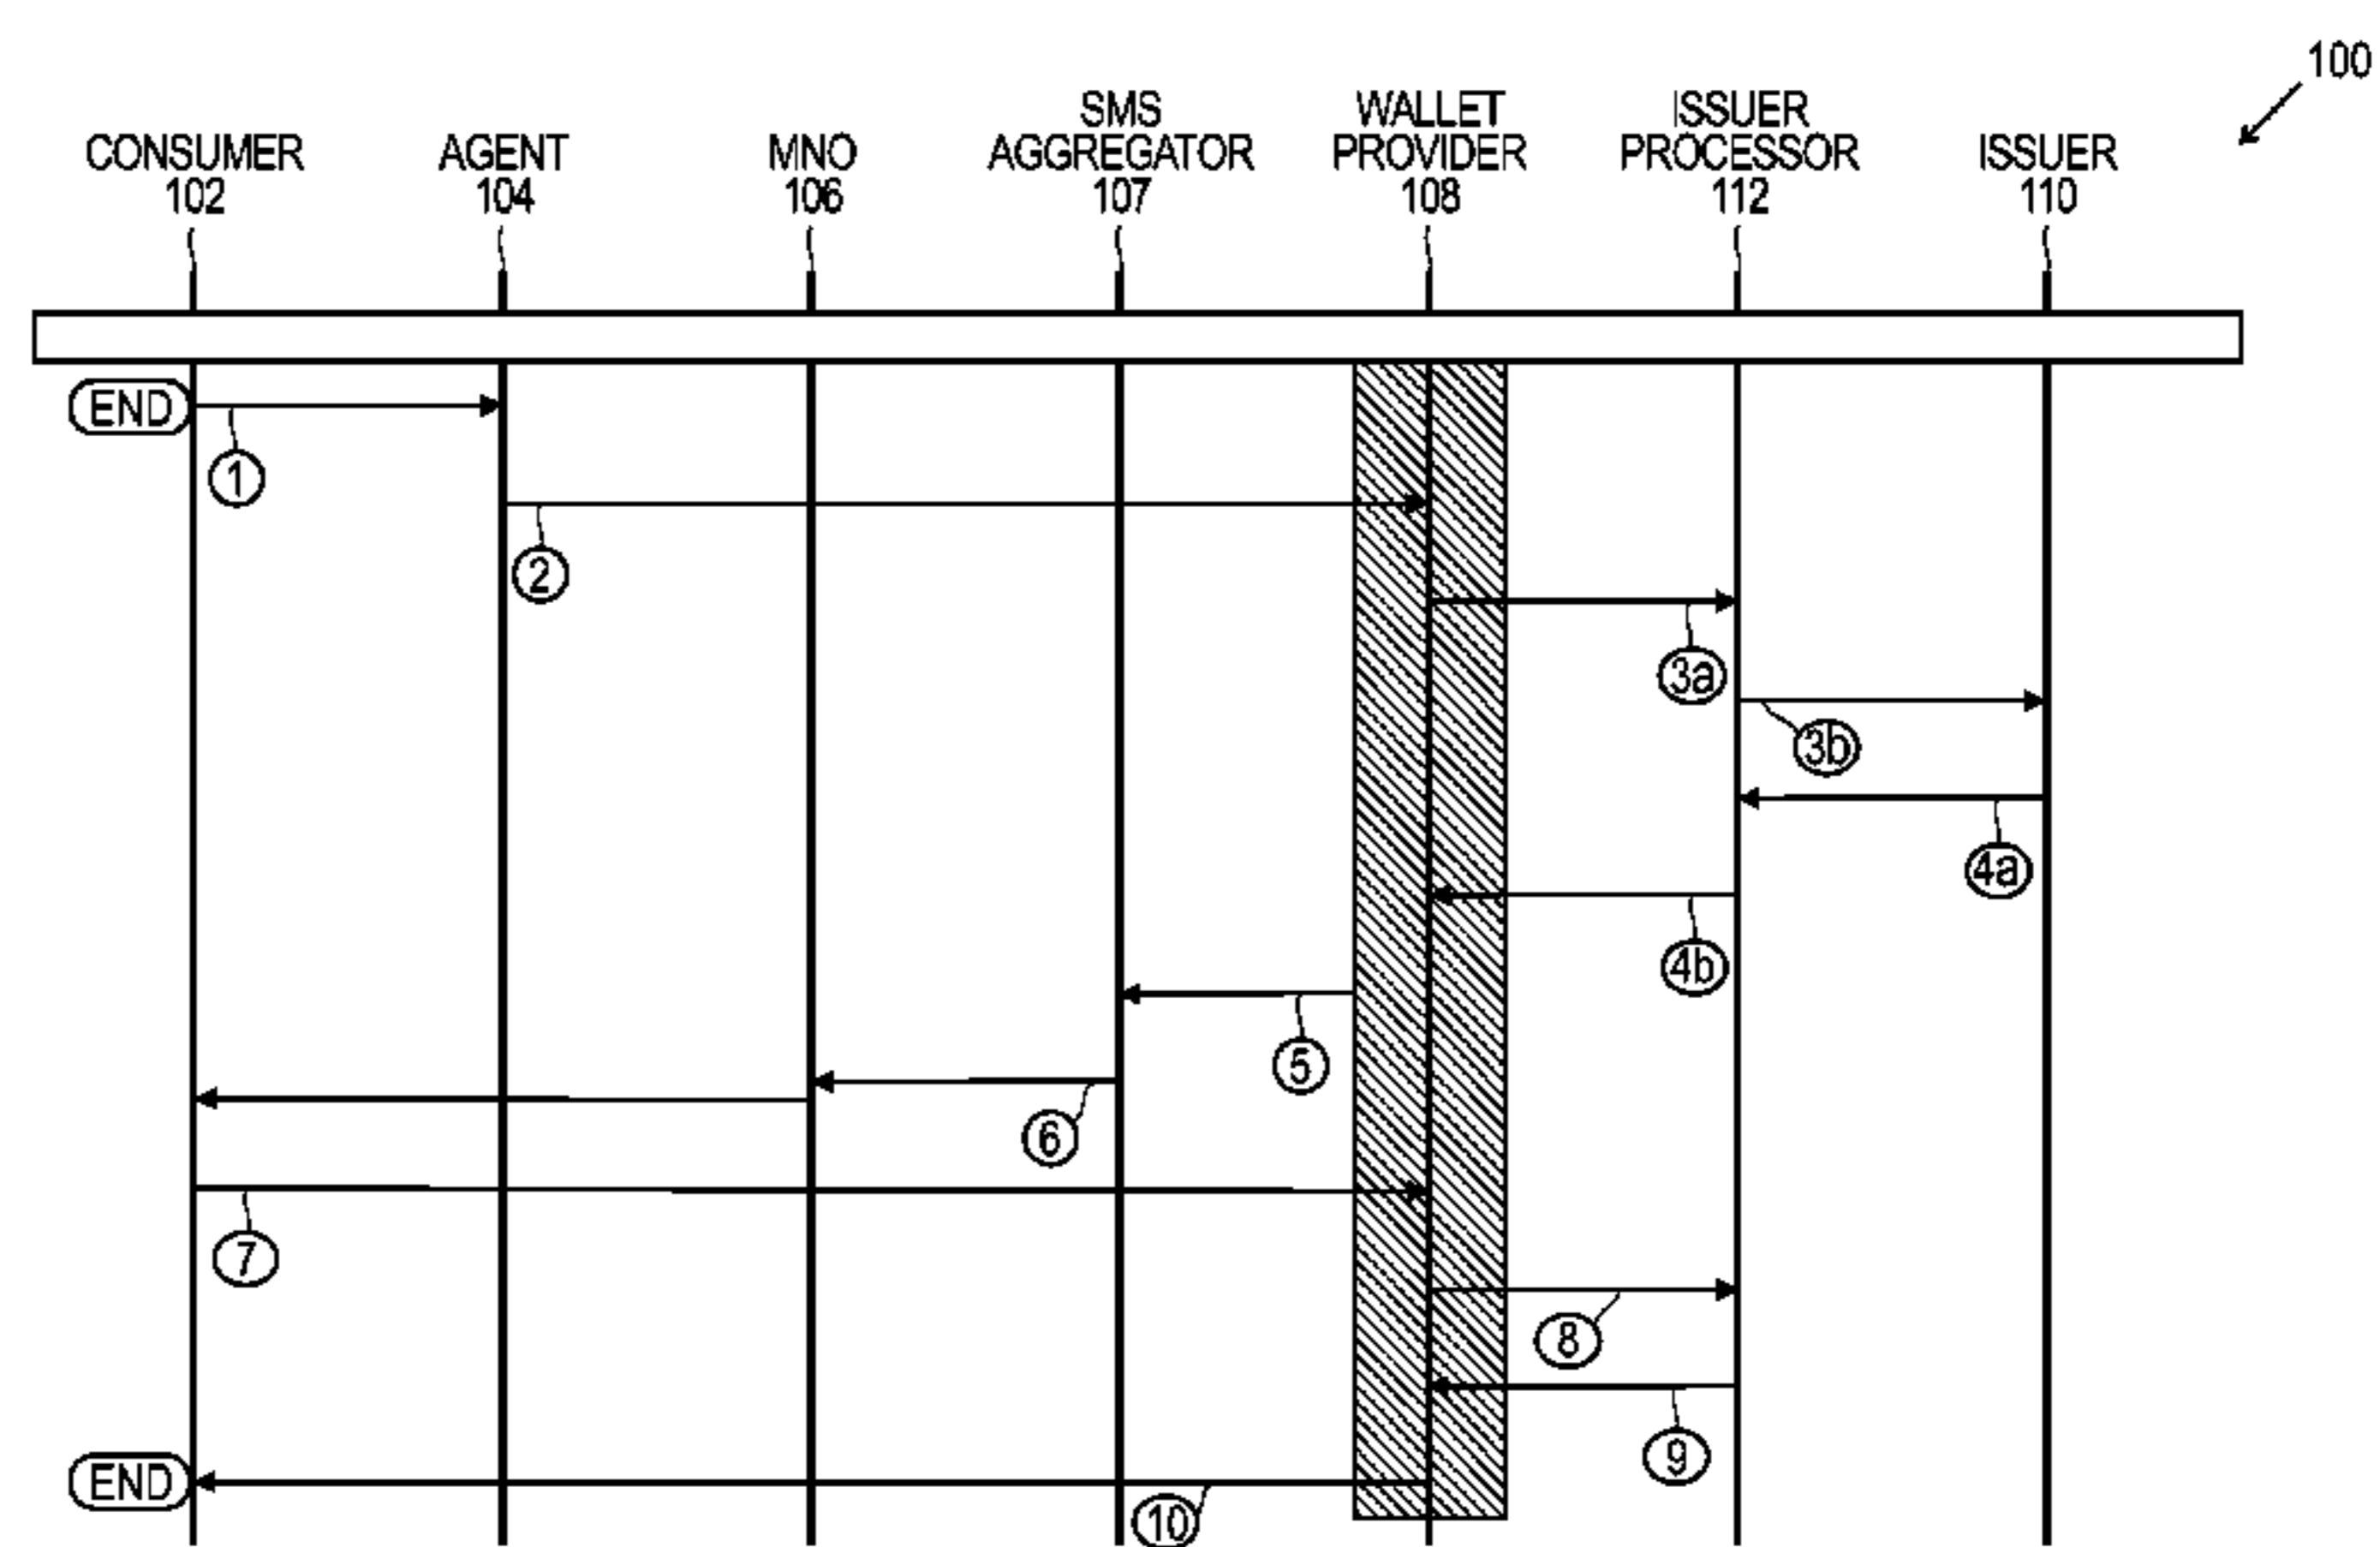 100
CONSUMER
102
AGENT
104
MNO
106
SMS
AGGREGATOR
107
WALLET
PROVIDER
108
ISSUER
PROCESSOR
112
ISSUER
110
END
1
2
3a
3b
4a
4b
5
6
7
8
9
END
10